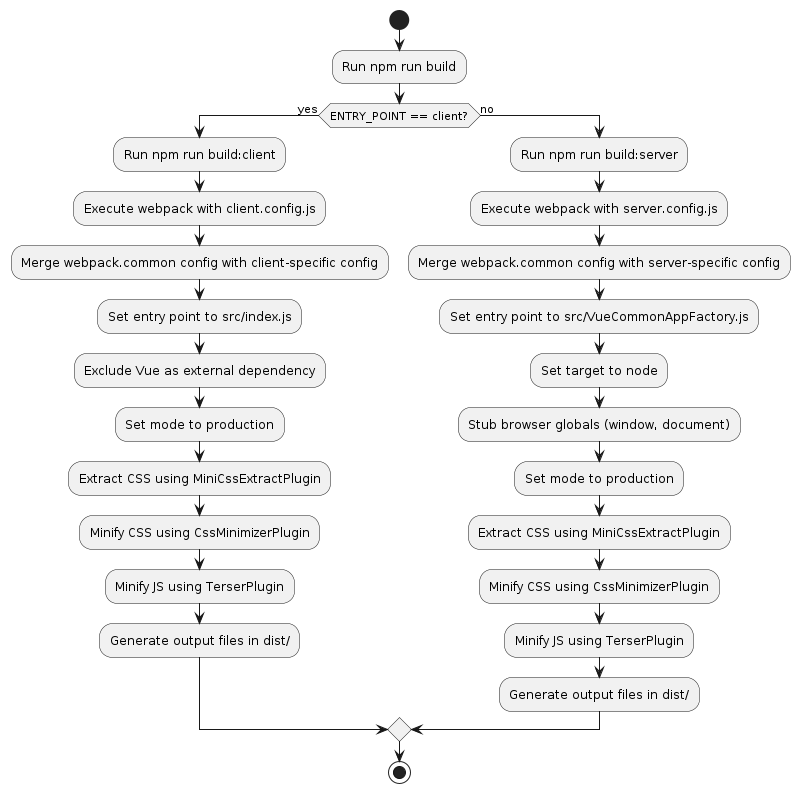 Run npm run build
ENTRY_POINT == client?
yes
no
Run npm run build:client
Execute webpack with client.config.js
Merge webpack.common config with client-specific config
Set entry point to src/index.js
Exclude Vue as external dependency
Set mode to production
Extract CSS using MiniCssExtractPlugin
Minify CSS using CssMinimizerPlugin
Minify JS using TerserPlugin
Generate output files in dist/
Run npm run build:server
Execute webpack with server.config.js
Merge webpack.common config with server-specific config
Set entry point to src/VueCommonAppFactory.js
Set target to node
Stub browser globals (window, document)
Set mode to production
Extract CSS using MiniCssExtractPlugin
Minify CSS using CssMinimizerPlugin
Minify JS using TerserPlugin
Generate output files in dist/